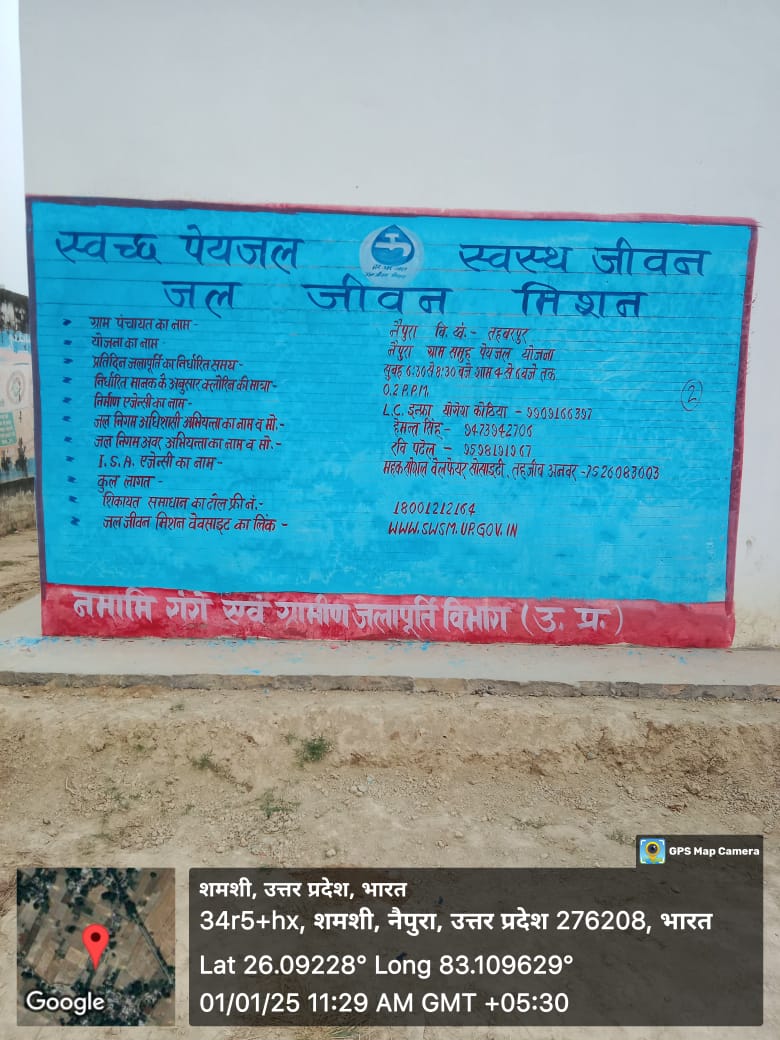 स्वच्छ पेयजल स्वस्थ जीवन
जल जीवन मिशन
ग्राम पंचायत का नाम - नैपुरा वि. खं. - तहबरपुर
योजना का नाम नैपुरा ग्राम समूह पेयजल योजना
प्रतिदिन जलापूर्ति का निर्धारित समय - सुबह 6:30 से 8:30 बजे शाम 4 से 6 बजे तक
निर्धारित मानक के अनुसार क्लोरिन की मात्रा - 0.2 P.P.M.
निर्माण एजेन्सी का नाम - L.C. इन्फ्रा योगेश कोठिया - 9909166397
जल निगम अधिशासी अभियन्ता का नाम व मो. - हेमन्त सिंह - 9473942706
जल निगम अवर अभियन्ता का नाम व मो. - रवि पटेल - 9598191967
I.S.A. एजेन्सी का नाम - महक सोशल वेलफेयर सोसाइटी, तहजीब अनवर - 7526083003
कुल लागत -
शिकायत समाधान का टोल फ्री नं. - 18001212164
जल जीवन मिशन वेबसाइट का लिंक - WWW.SWSM.UP.GOV.IN
2
नमामि गंगे एवं ग्रामीण जलापूर्ति विभाग (उ. प्र.)
GPS Map Camera
शमशी, उत्तर प्रदेश, भारत
34r5+hx, शमशी, नैपुरा, उत्तर प्रदेश 276208, भारत
Lat 26.09228° Long 83.109629°
01/01/25 11:29 AM GMT +05:30
Google